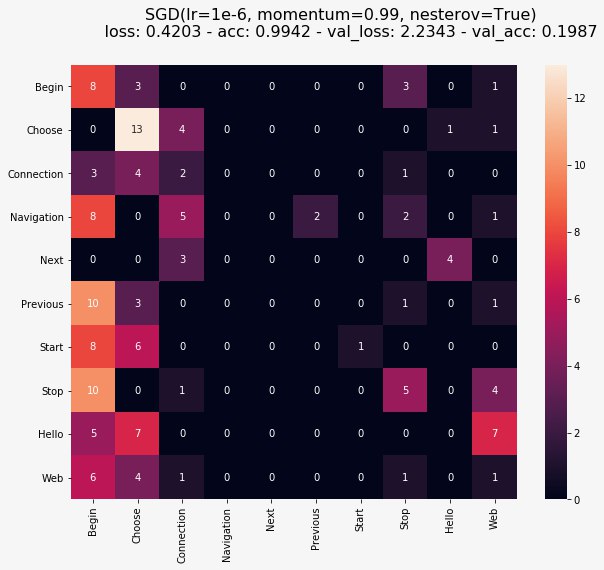 SGD(lr=1e-6, momentum=0.99, nesterov=True)
loss: 0.4203 - acc: 0.9942 - val_loss: 2.2343 - val_acc: 0.1987
Begin 8 3 0 0 0 0 0 3 0 1
Choose 0 13 4 0 0 0 0 0 1 1
Connection 3 4 2 0 0 0 0 1 0 0
Navigation 8 0 5 0 0 2 0 2 0 1
Next 0 0 3 0 0 0 0 0 4 0
Previous 10 3 0 0 0 0 0 1 0 1
Start 8 6 0 0 0 0 1 0 0 0
Stop 10 0 1 0 0 0 0 5 0 4
Hello 5 7 0 0 0 0 0 0 0 7
Web 6 4 1 0 0 0 0 1 0 1
Begin Choose Connection Navigation Next Previous Start Stop Hello Web
12
10
8
6
4
2
0